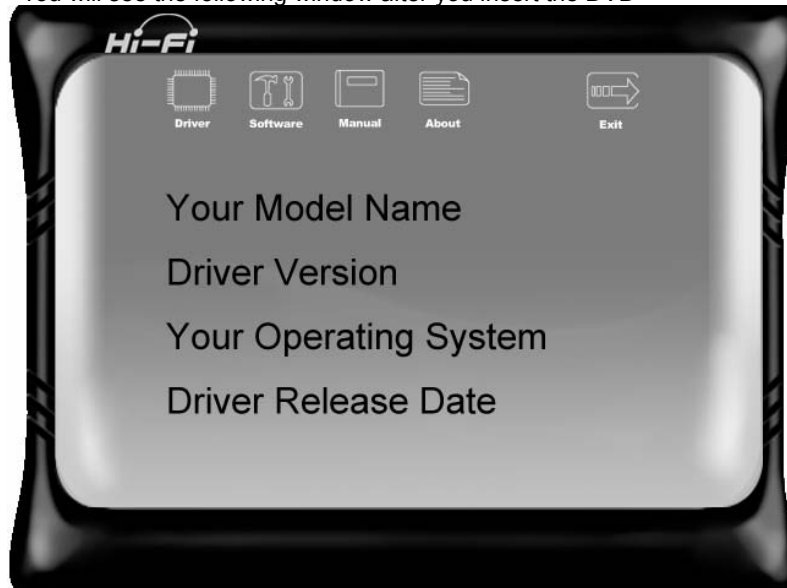 You will see the following window after you insert the DVD
Hi-Fi
Driver Software Manual About Exit
Your Model Name
Driver Version
Your Operating System
Driver Release Date